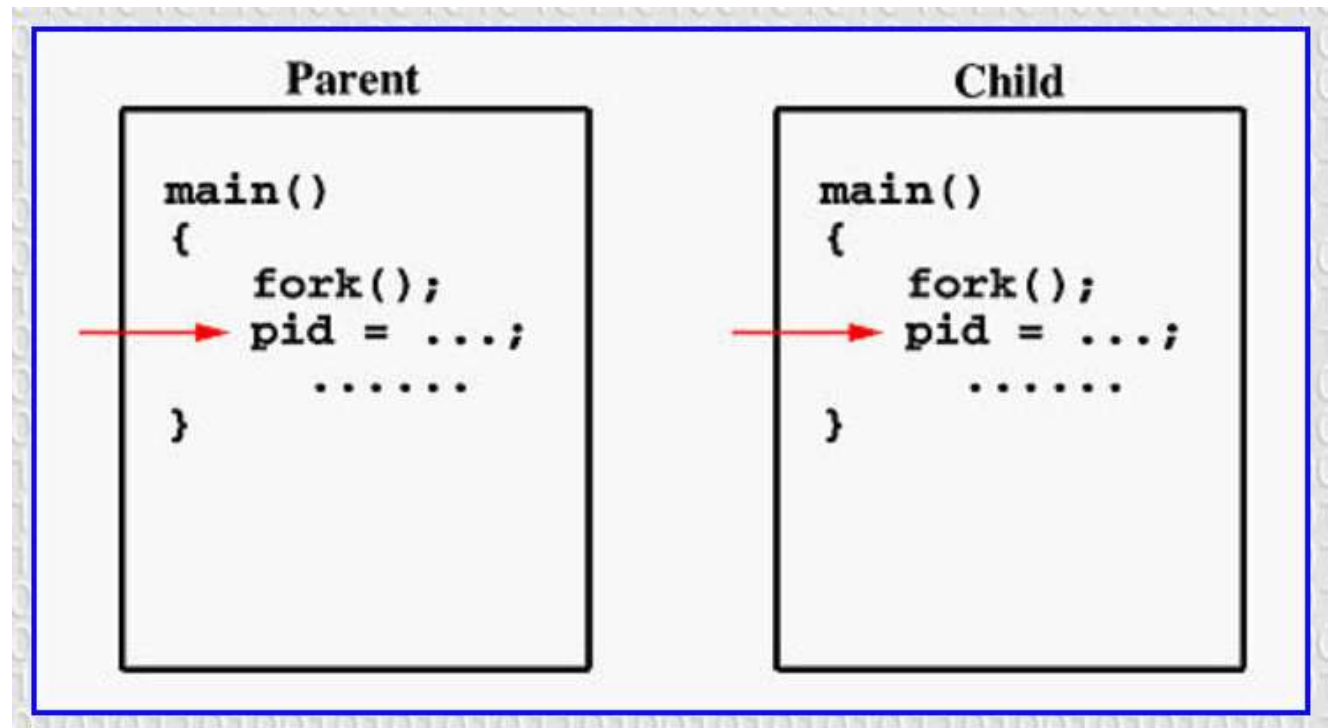 Parent
main()
{
fork();
pid = ...;
......
}
Child
main()
{
fork();
pid = ...;
......
}